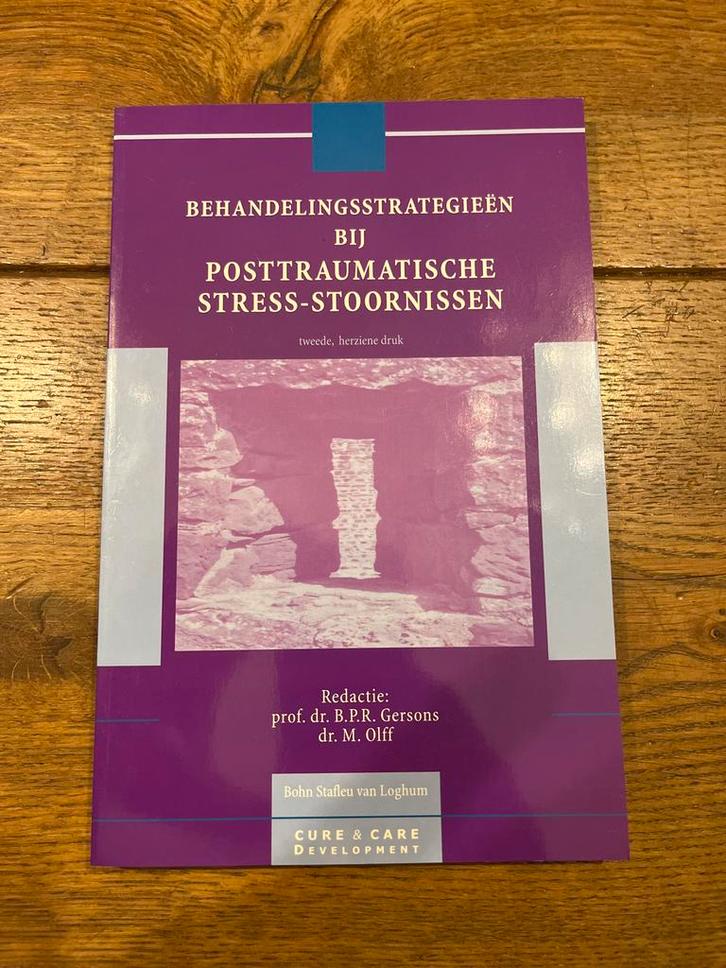 BEHANDELINGSSTRATEGIEËN
BIJ
POSTTRAUMATISCHE
STRESS-STOORNISSEN
tweede, herziene druk
Redactie:
prof. dr. B.P.R. Gersons
dr. M. Olff
Bohn Stafleu van Loghum
CURE & CARE
DEVELOPMENT